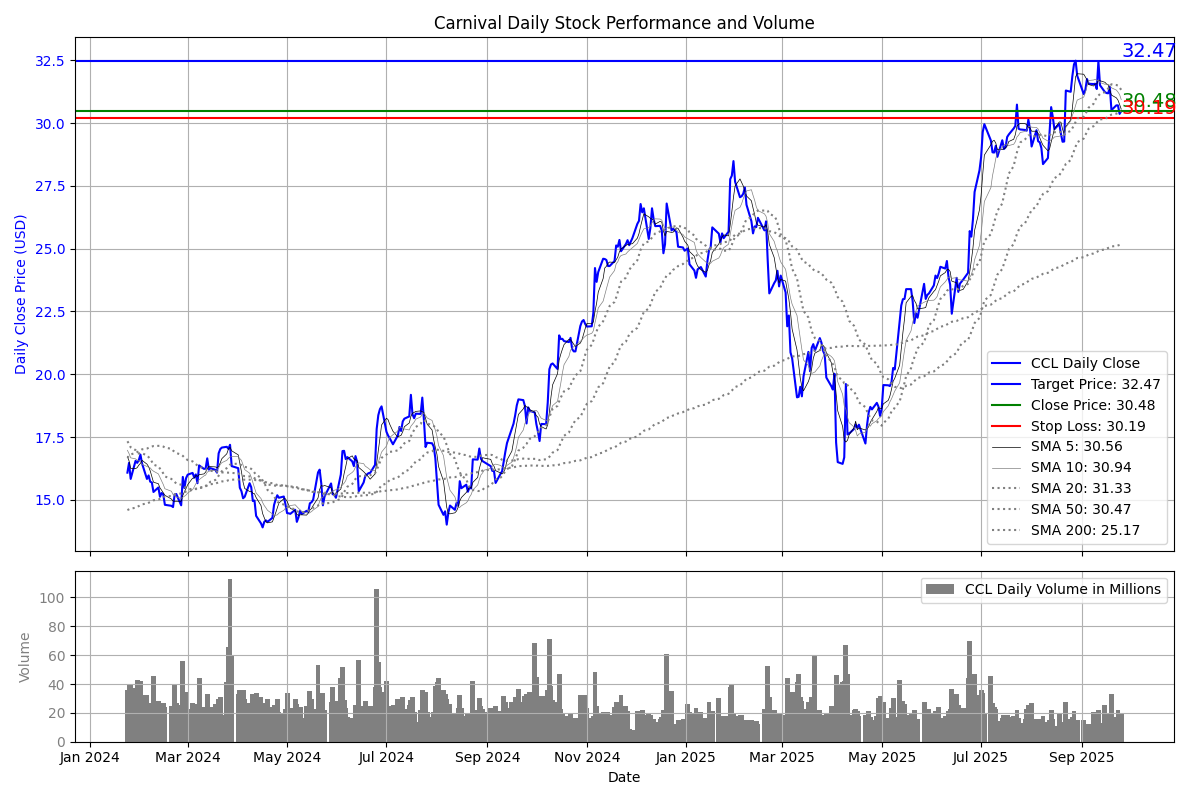 Carnival Daily Stock Performance and Volume
Daily Close Price (USD)
32.5
30.0
27.5
25.0
22.5
20.0
17.5
15.0
32.47
30.48
30.19
CCL Daily Close
Target Price: 32.47
Close Price: 30.48
Stop Loss: 30.19
SMA 5: 30.56
SMA 10: 30.94
SMA 20: 31.33
SMA 50: 30.47
SMA 200: 25.17
Volume
100
80
60
40
20
0
CCL Daily Volume in Millions
Jan 2024 Mar 2024 May 2024 Jul 2024 Sep 2024 Nov 2024 Jan 2025 Mar 2025 May 2025 Jul 2025 Sep 2025
Date